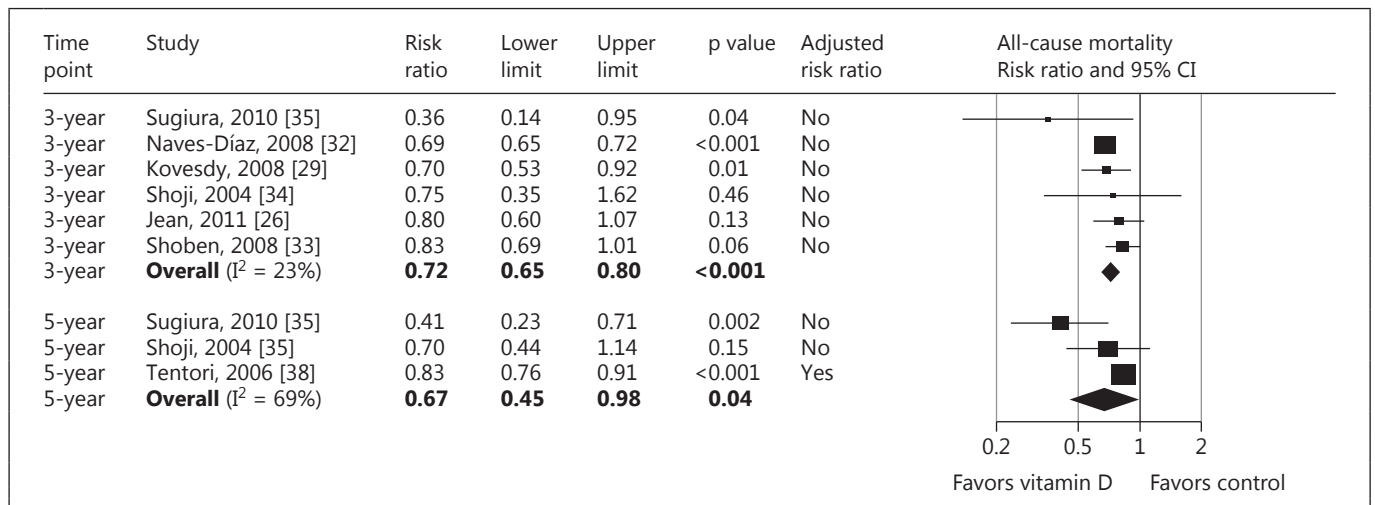 Time Study Risk Lower Upper p value Adjusted All-cause mortality
point ratio limit limit risk ratio Risk ratio and 95% CI
3-year Sugiura, 2010 [35] 0.36 0.14 0.95 0.04 No
3-year Naves-Díaz, 2008 [32] 0.69 0.65 0.72 <0.001 No
3-year Kovesdy, 2008 [29] 0.70 0.53 0.92 0.01 No
3-year Shoji, 2004 [34] 0.75 0.35 1.62 0.46 No
3-year Jean, 2011 [26] 0.80 0.60 1.07 0.13 No
3-year Shoben, 2008 [33] 0.83 0.69 1.01 0.06 No
3-year Overall (I² = 23%) 0.72 0.65 0.80 <0.001
5-year Sugiura, 2010 [35] 0.41 0.23 0.71 0.002 No
5-year Shoji, 2004 [35] 0.70 0.44 1.14 0.15 No
5-year Tentori, 2006 [38] 0.83 0.76 0.91 <0.001 Yes
5-year Overall (I² = 69%) 0.67 0.45 0.98 0.04
0.2 0.5 1 2
Favors vitamin D Favors control